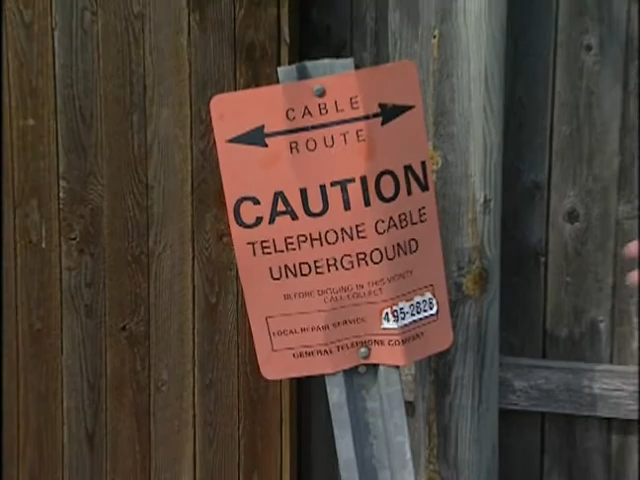 CABLE
ROUTE
CAUTION
TELEPHONE CABLE
UNDERGROUND
BEFORE DIGGING IN THIS VICINITY
CALL COLLECT
LOCAL REPAIR SERVICE 495-2828
GENERAL TELEPHONE COMPANY